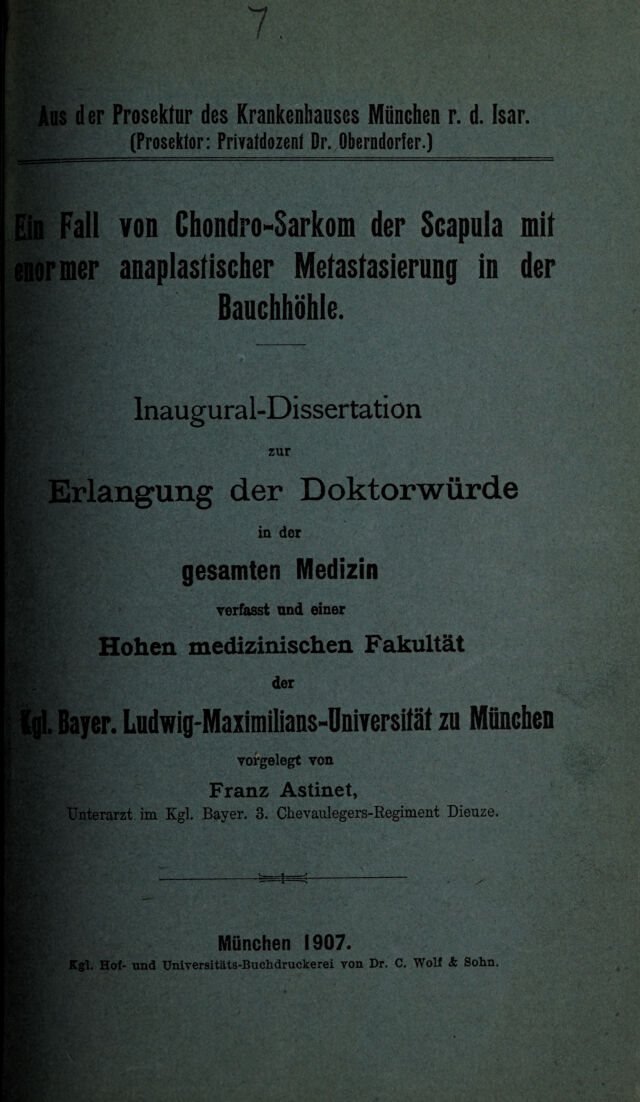 7
Aus der Prosektur des Krankenhauses München r. d. Isar.
(Prosektor: Privatdozent Dr. Oberndorfer.)
Ein Fall von Chondro-Sarkom der Scapula mit
enormer anaplastischer Metastasierung in der
Bauchhöhle.
Inaugural-Dissertation
zur
Erlangung der Doktorwürde
in der
gesamten Medizin
verfasst und einer
Hohen medizinischen Fakultät
der
Kgl. Bayer. Ludwig-Maximilians-Universität zu München
vorgelegt von
Franz Astinet,
Unterarzt im Kgl. Bayer. 3. Chevaulegers-Regiment Dieuze.
München 1907.
Kgl. Hof- und Universitäts-Buchdruckerei von Dr. C. Wolf & Sohn.